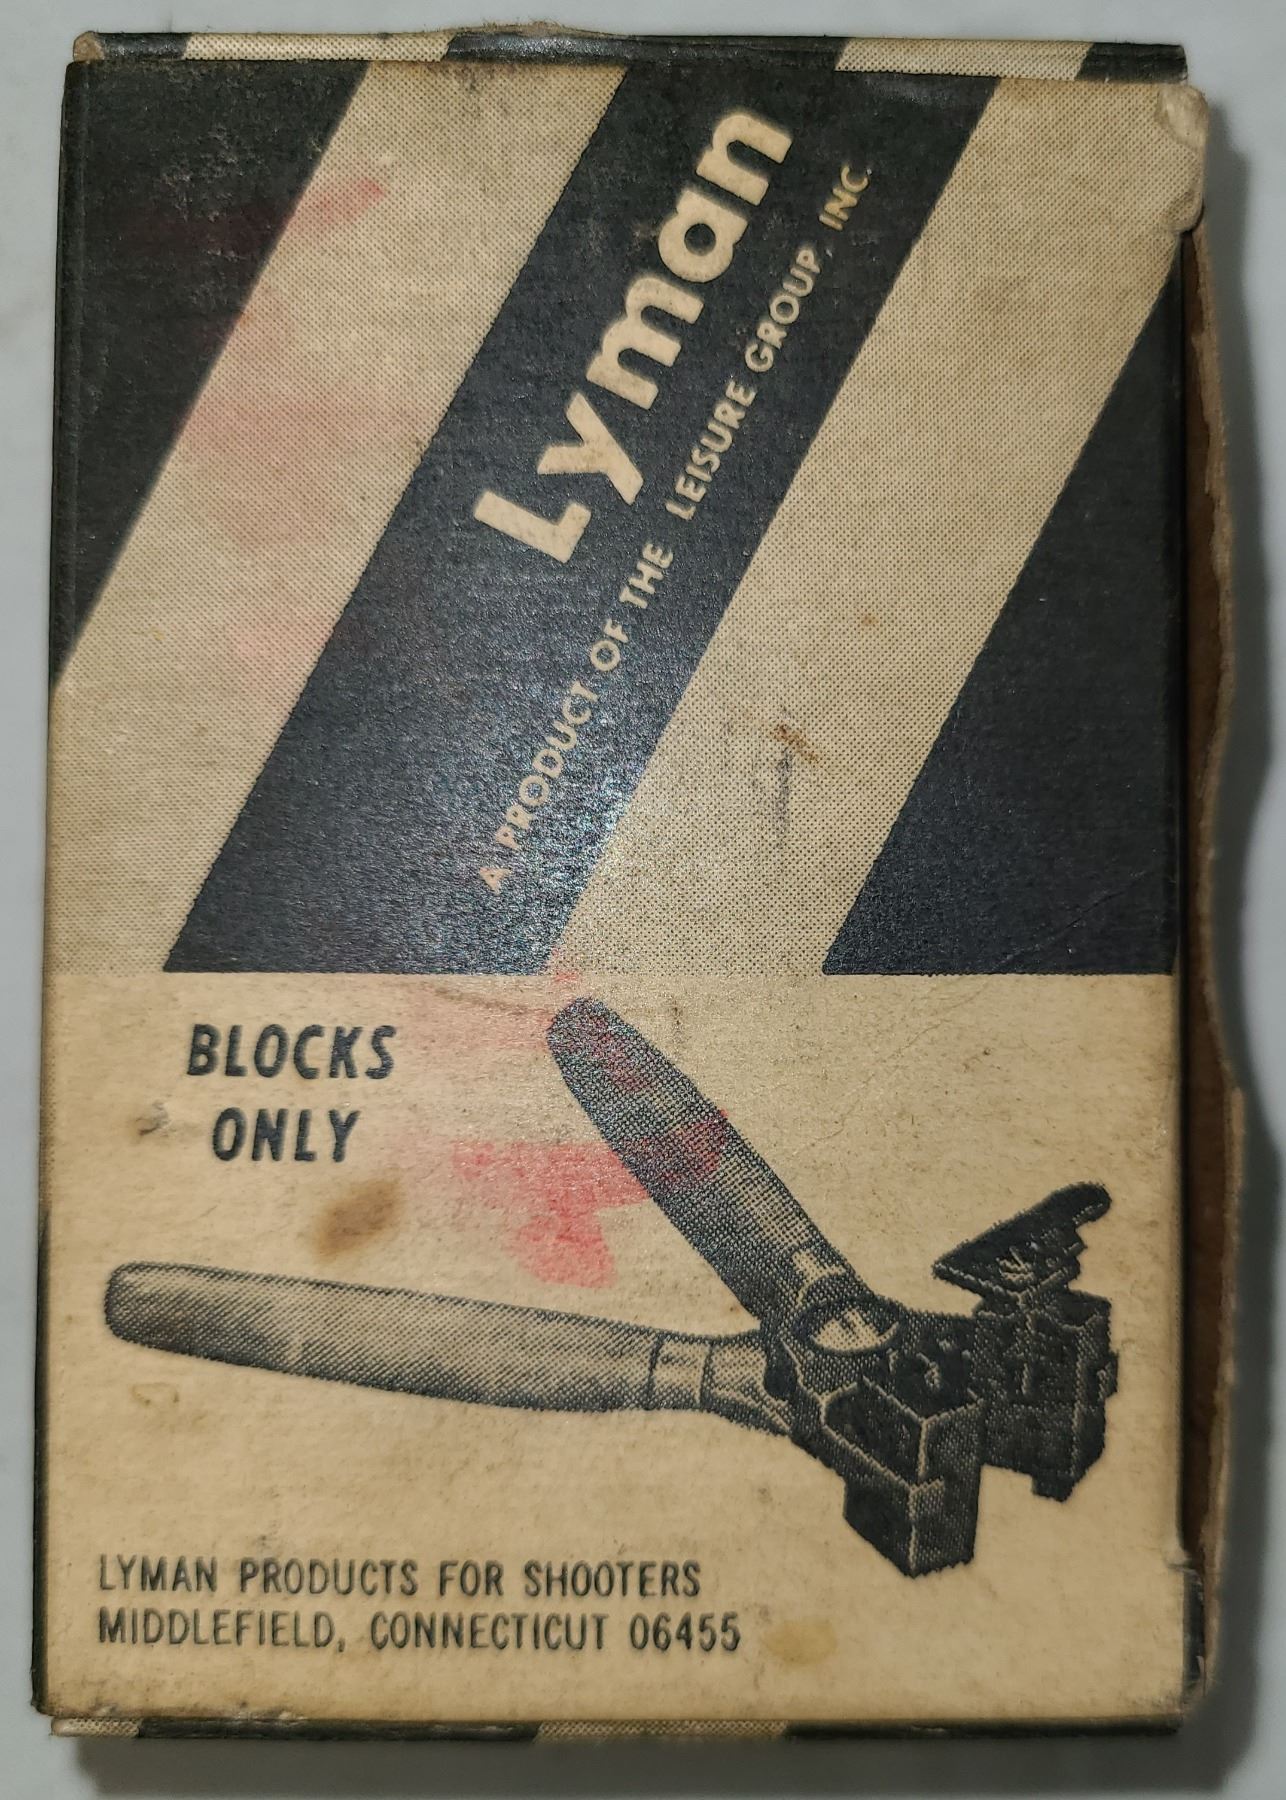 Lyman
A PRODUCT OF THE LEISURE GROUP, INC.
BLOCKS
ONLY
LYMAN PRODUCTS FOR SHOOTERS
MIDDLEFIELD, CONNECTICUT 06455